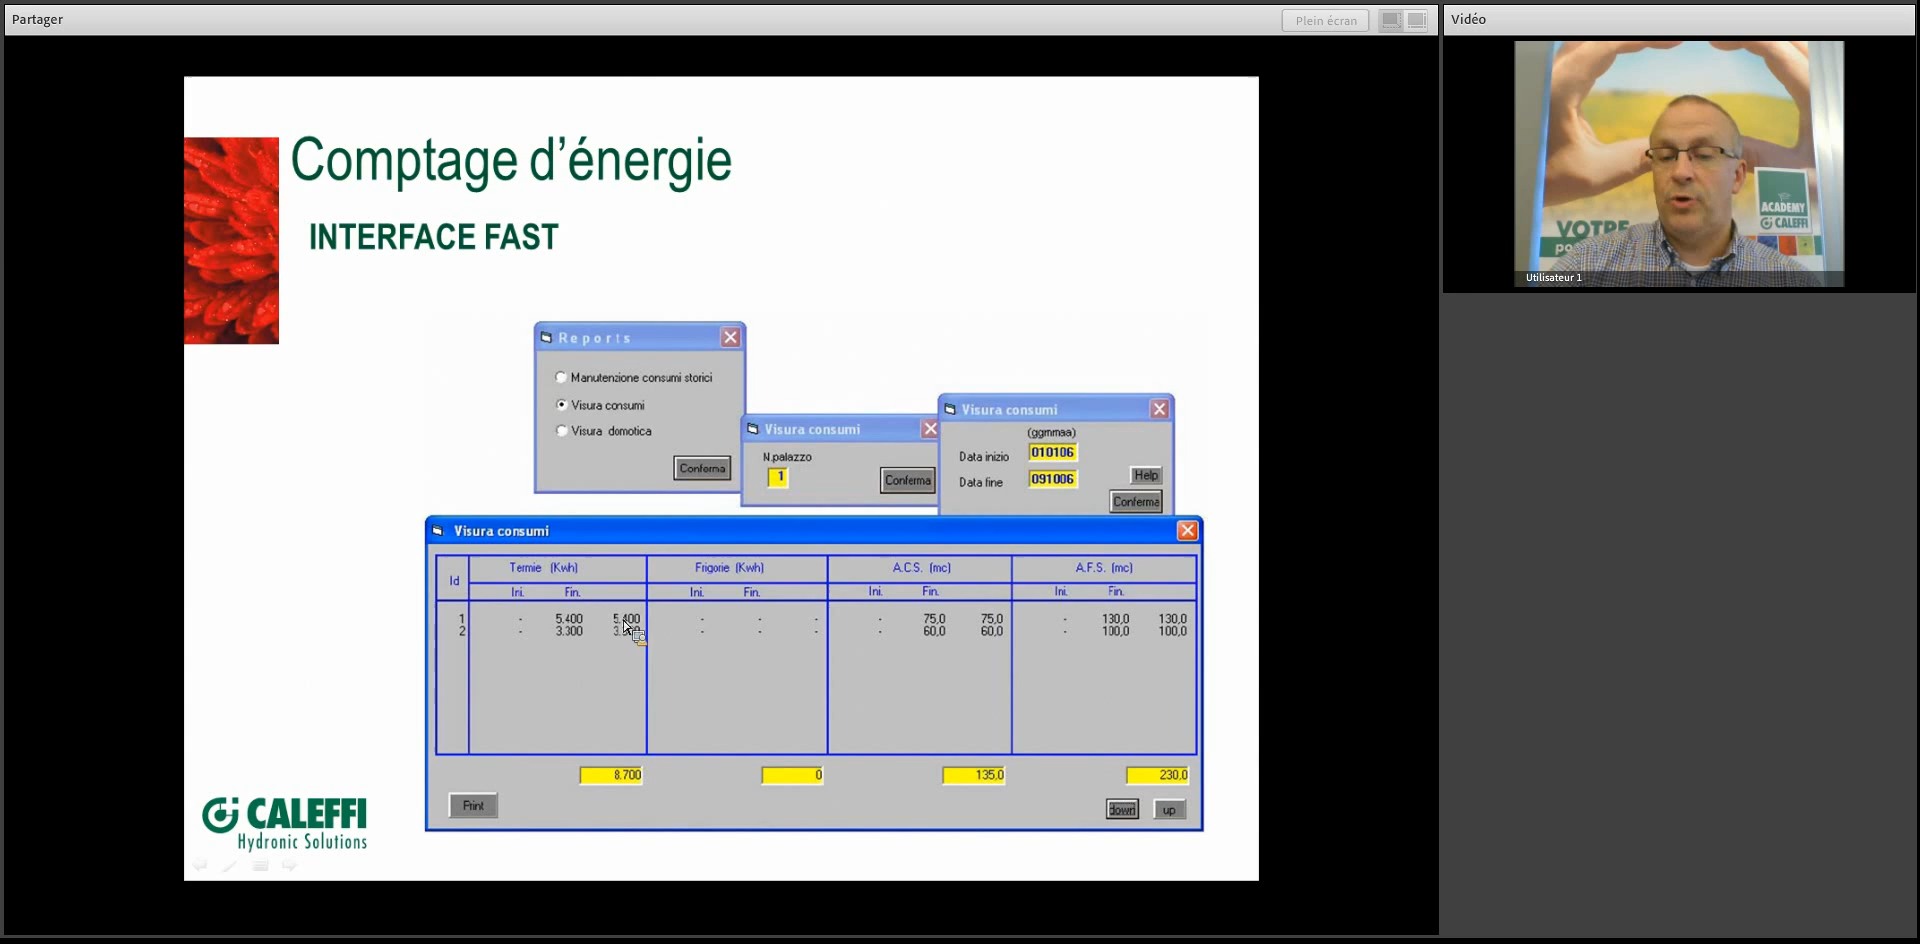 Partager
Plein écran
Vidéo
Comptage d'énergie
INTERFACE FAST
Reports
Manutenzione consumi storici
Visura consumi
Visura domotica
Conferma
Visura consumi
N.palazzo
1
Conferma
Visura consumi
(ggmmaa)
Data inizio 010106
Data fine 091006
Help
Conferma
Visura consumi
Id Termie (Kwh) Frigorie (Kwh) A.C.S. (mc) A.F.S. (mc)
Ini. Fin. Ini. Fin. Ini. Fin. Ini. Fin.
1 - 5.400 5.400 - - - - 75,0 75,0 - 130,0 130,0
2 - 3.300 - - - - 60,0 60,0 - 100,0 100,0
8.700 0 135,0 230,0
Print
down up
CALEFFI
Hydronic Solutions
VOTRE
po
ACADEMY
CALEFFI
Utilisateur 1